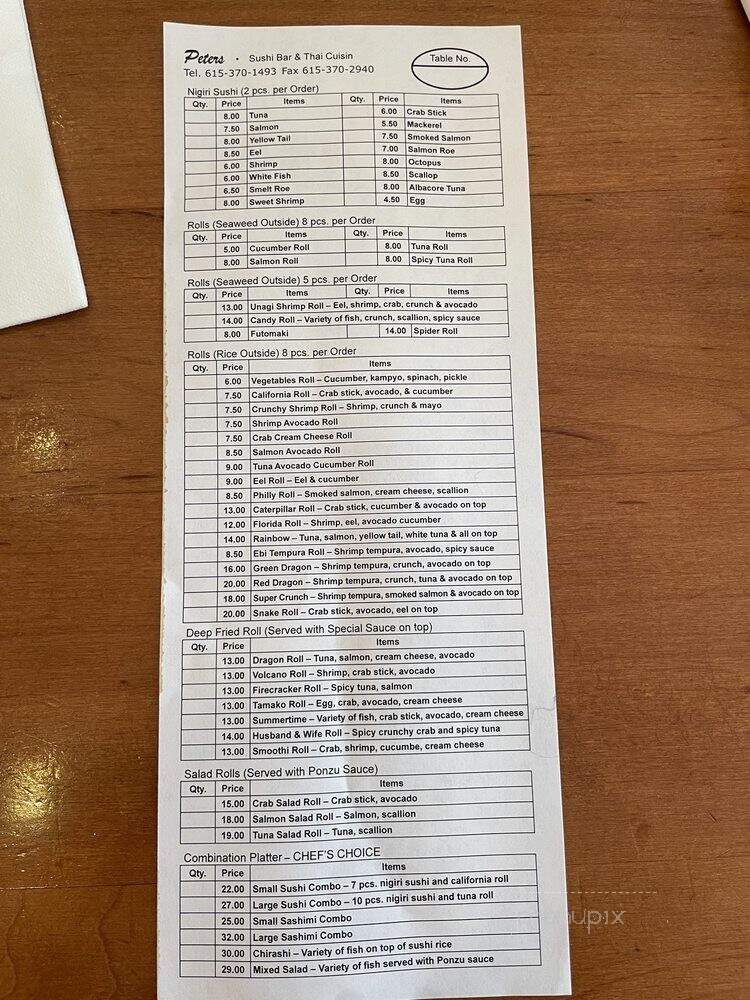 Peters • Sushi Bar & Thai Cuisin
Table No.
Tel. 615-370-1493 Fax 615-370-2940
Nigiri Sushi (2 pcs. per Order)
Qty. Price Items Qty. Price Items
8.00 Tuna 6.00 Crab Stick
7.50 Salmon 5.50 Mackerel
8.00 Yellow Tail 7.50 Smoked Salmon
8.50 Eel 7.00 Salmon Roe
6.00 Shrimp 8.00 Octopus
6.00 White Fish 8.50 Scallop
6.50 Smelt Roe 8.00 Albacore Tuna
8.00 Sweet Shrimp 4.50 Egg
Rolls (Seaweed Outside) 8 pcs. per Order
Qty. Price Items Qty. Price Items
5.00 Cucumber Roll 8.00 Tuna Roll
8.00 Salmon Roll 8.00 Spicy Tuna Roll
Rolls (Seaweed Outside) 5 pcs. per Order
Qty. Price Items Qty. Price Items
13.00 Unagi Shrimp Roll – Eel, shrimp, crab, crunch & avocado
14.00 Candy Roll – Variety of fish, crunch, scallion, spicy sauce
8.00 Futomaki 14.00 Spider Roll
Rolls (Rice Outside) 8 pcs. per Order
Qty. Price Items
6.00 Vegetables Roll – Cucumber, kampyo, spinach, pickle
7.50 California Roll – Crab stick, avocado, & cucumber
7.50 Crunchy Shrimp Roll – Shrimp, crunch & mayo
7.50 Shrimp Avocado Roll
7.50 Crab Cream Cheese Roll
8.50 Salmon Avocado Roll
9.00 Tuna Avocado Cucumber Roll
9.00 Eel Roll – Eel & cucumber
8.50 Philly Roll – Smoked salmon, cream cheese, scallion
13.00 Caterpillar Roll – Crab stick, cucumber & avocado on top
12.00 Florida Roll – Shrimp, eel, avocado cucumber
14.00 Rainbow – Tuna, salmon, yellow tail, white tuna & all on top
8.50 Ebi Tempura Roll – Shrimp tempura, avocado, spicy sauce
16.00 Green Dragon – Shrimp tempura, crunch, avocado on top
20.00 Red Dragon – Shrimp tempura, crunch, tuna & avocado on top
18.00 Super Crunch – Shrimp tempura, smoked salmon & avocado on top
20.00 Snake Roll – Crab stick, avocado, eel on top
Deep Fried Roll (Served with Special Sauce on top)
Qty. Price Items
13.00 Dragon Roll – Tuna, salmon, cream cheese, avocado
13.00 Volcano Roll – Shrimp, crab stick, avocado
13.00 Firecracker Roll – Spicy tuna, salmon
13.00 Tamako Roll – Egg, crab, avocado, cream cheese
13.00 Summertime – Variety of fish, crab stick, avocado, cream cheese
14.00 Husband & Wife Roll – Spicy crunchy crab and spicy tuna
13.00 Smoothi Roll – Crab, shrimp, cucumbe, cream cheese
Salad Rolls (Served with Ponzu Sauce)
Qty. Price Items
15.00 Crab Salad Roll – Crab stick, avocado
18.00 Salmon Salad Roll – Salmon, scallion
19.00 Tuna Salad Roll – Tuna, scallion
Combination Platter – CHEF'S CHOICE
Qty. Price Items
22.00 Small Sushi Combo – 7 pcs. nigiri sushi and california roll
27.00 Large Sushi Combo – 10 pcs. nigiri sushi and tuna roll
25.00 Small Sashimi Combo
32.00 Large Sashimi Combo
30.00 Chirashi – Variety of fish on top of sushi rice
29.00 Mixed Salad – Variety of fish served with Ponzu sauce